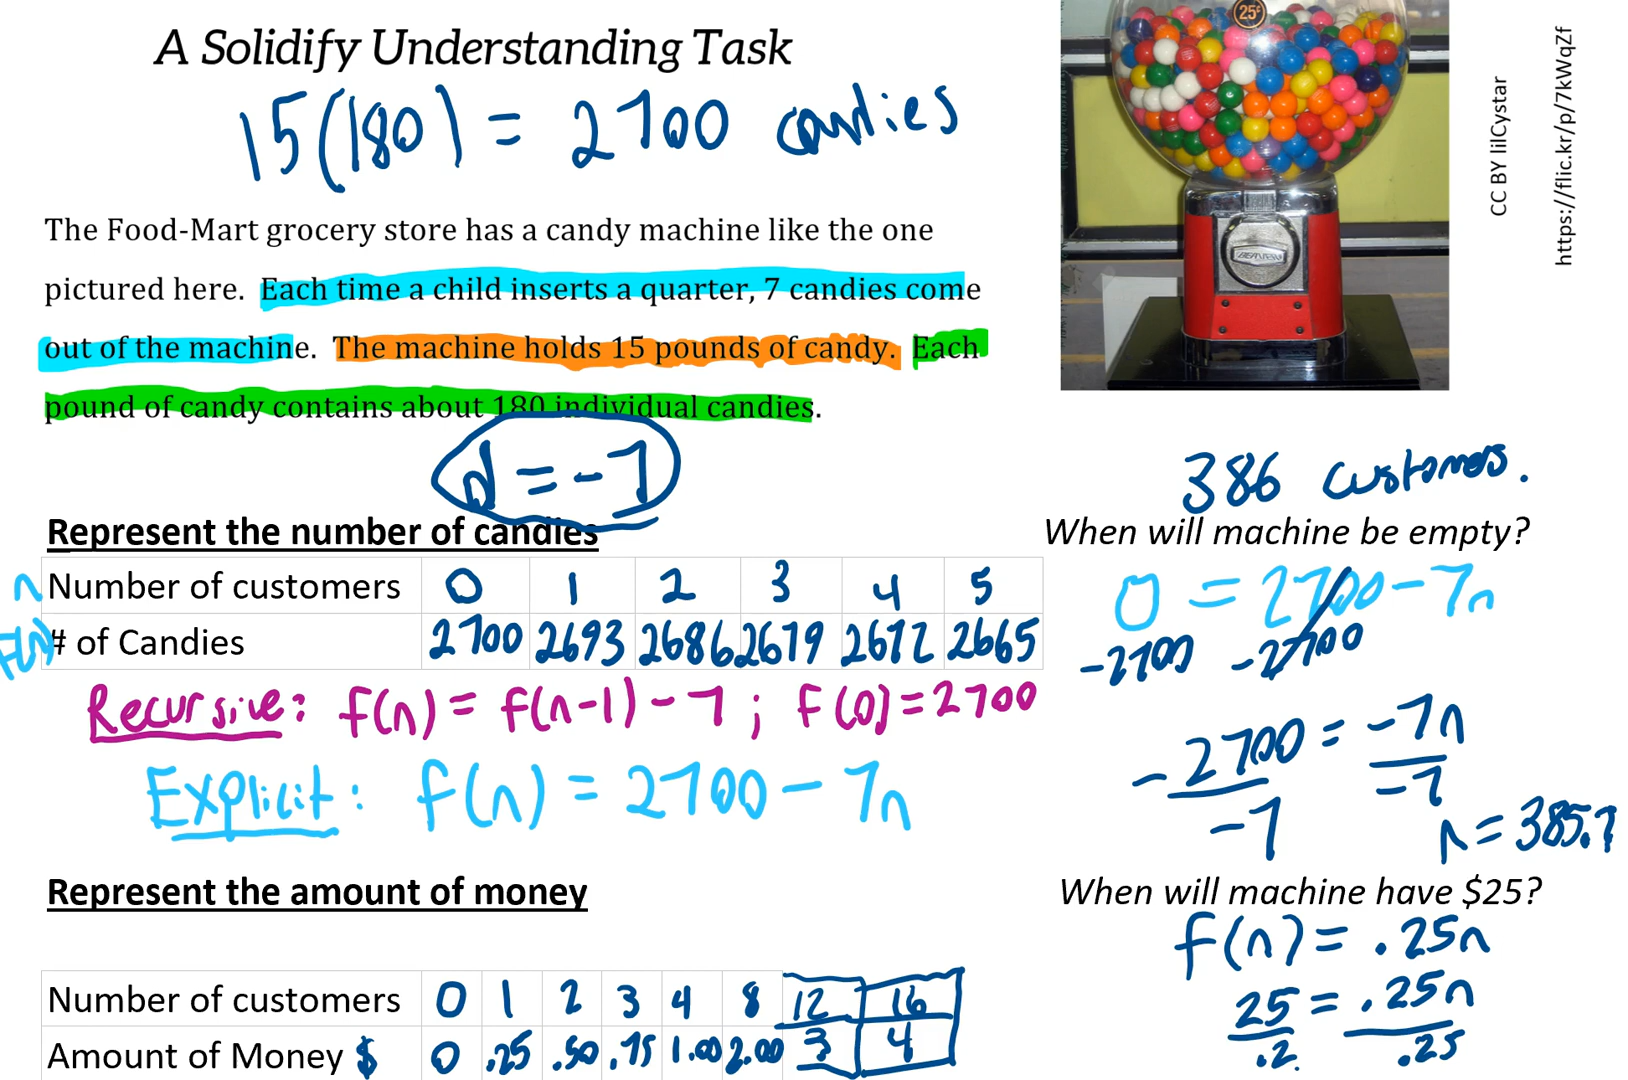 A Solidify Understanding Task
15(180) = 2700 candies
25¢
CC BY lilCystar
https://flic.kr/p/7kWqZf
The Food-Mart grocery store has a candy machine like the one
pictured here. Each time a child inserts a quarter, 7 candies come
out of the machine. The machine holds 15 pounds of candy. Each
pound of candy contains about 180 individual candies.
d = -7
Represent the number of candies
n Number of customers 0 1 2 3 4 5
f(n) # of Candies 2700 2693 2686 2679 2672 2665
Recursive: f(n) = f(n-1) - 7 ; f(0) = 2700
Explicit: f(n) = 2700 - 7n
386 customers.
When will machine be empty?
0 = 2700 - 7n
-2700 -2700
-2700 = -7n
-7 -7
n = 385.7
Represent the amount of money
Number of customers 0 1 2 3 4 8 12 16
Amount of Money $ 0 .25 .50 .75 1.00 2.00 3 4
When will machine have $25?
f(n) = .25n
25 = .25n
.2 .25